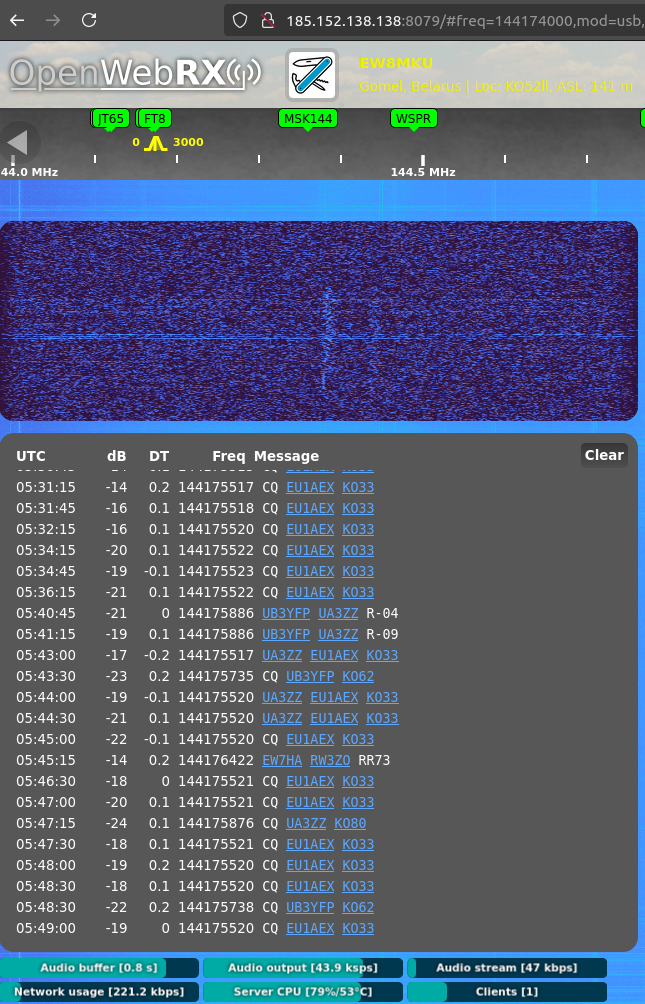 185.152.138.138:8079/#freq=144174000,mod=usb,
OpenWebRX
EW8MKU
Gomel, Belarus | Loc: KO52ll, ASL: 141 m
JT65 FT8 MSK144 WSPR
0 3000
44.0 MHz 144.5 MHz
UTC dB DT Freq Message Clear
05:31:15 -14 0.2 144175517 CQ EU1AEX KO33
05:31:45 -16 0.1 144175518 CQ EU1AEX KO33
05:32:15 -16 0.1 144175520 CQ EU1AEX KO33
05:34:15 -20 0.1 144175522 CQ EU1AEX KO33
05:34:45 -19 -0.1 144175523 CQ EU1AEX KO33
05:36:15 -21 0.1 144175522 CQ EU1AEX KO33
05:40:45 -21 0 144175886 UB3YFP UA3ZZ R-04
05:41:15 -19 0.1 144175886 UB3YFP UA3ZZ R-09
05:43:00 -17 -0.2 144175517 UA3ZZ EU1AEX KO33
05:43:30 -23 0.2 144175735 CQ UB3YFP KO62
05:44:00 -19 -0.1 144175520 UA3ZZ EU1AEX KO33
05:44:30 -21 0.1 144175520 UA3ZZ EU1AEX KO33
05:45:00 -22 -0.1 144175520 CQ EU1AEX KO33
05:45:15 -14 0.2 144176422 EW7HA RW3ZO RR73
05:46:30 -18 0 144175521 CQ EU1AEX KO33
05:47:00 -20 0.1 144175521 CQ EU1AEX KO33
05:47:15 -24 0.1 144175876 CQ UA3ZZ KO80
05:47:30 -18 0.1 144175521 CQ EU1AEX KO33
05:48:00 -19 0.2 144175520 CQ EU1AEX KO33
05:48:30 -18 0.1 144175520 CQ EU1AEX KO33
05:48:30 -22 0.2 144175738 CQ UB3YFP KO62
05:49:00 -19 0 144175520 CQ EU1AEX KO33
Audio buffer [0.8 s] Audio output [43.9 ksps] Audio stream [47 kbps]
Network usage [221.2 kbps] Server CPU [79%/53°C] Clients [1]